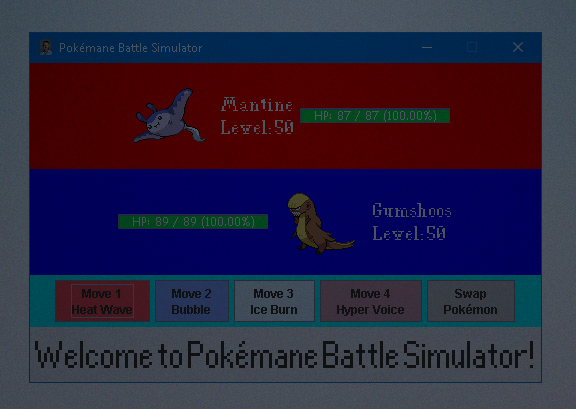 Pokémane Battle Simulator
Mantine
Level:50
HP: 87 / 87 (100.00%)
HP: 89 / 89 (100.00%)
Gumshoos
Level:50
Move 1
Heat Wave
Move 2
Bubble
Move 3
Ice Burn
Move 4
Hyper Voice
Swap
Pokémon
Welcome to Pokémane Battle Simulator!